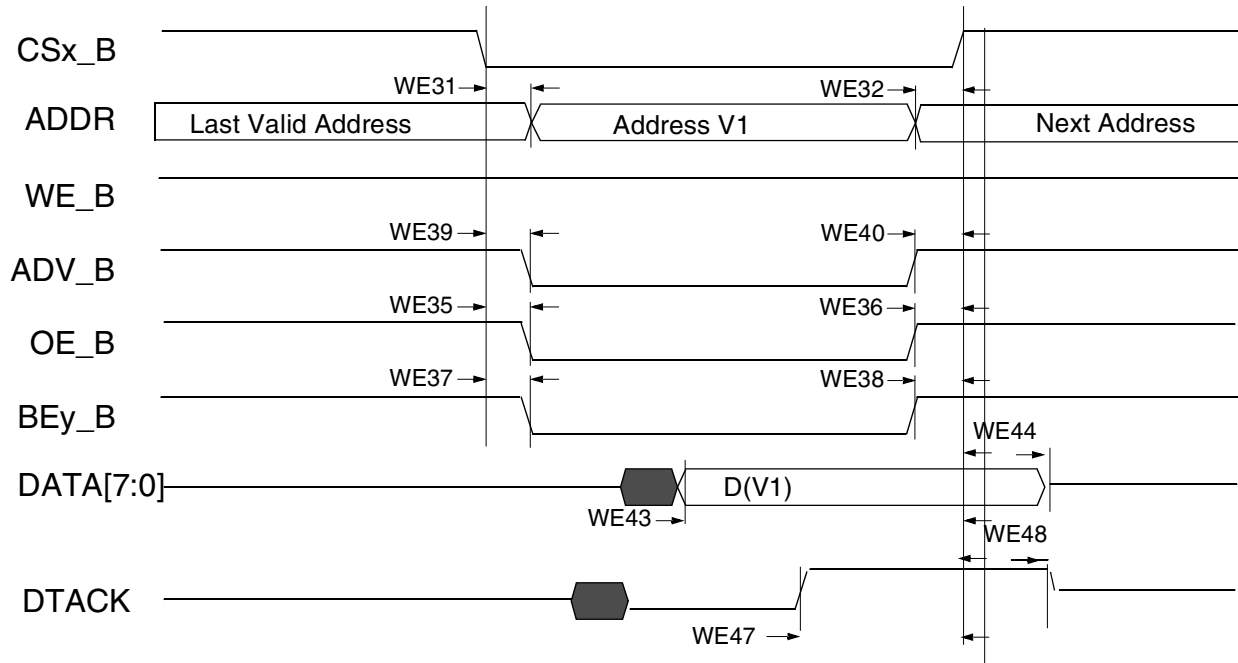 CSx_B
WE31
WE32
ADDR
Last Valid Address
Address V1
Next Address
WE_B
WE39
WE40
ADV_B
WE35
WE36
OE_B
WE37
WE38
BEy_B
WE44
DATA[7:0]
D(V1)
WE43
WE48
DTACK
WE47